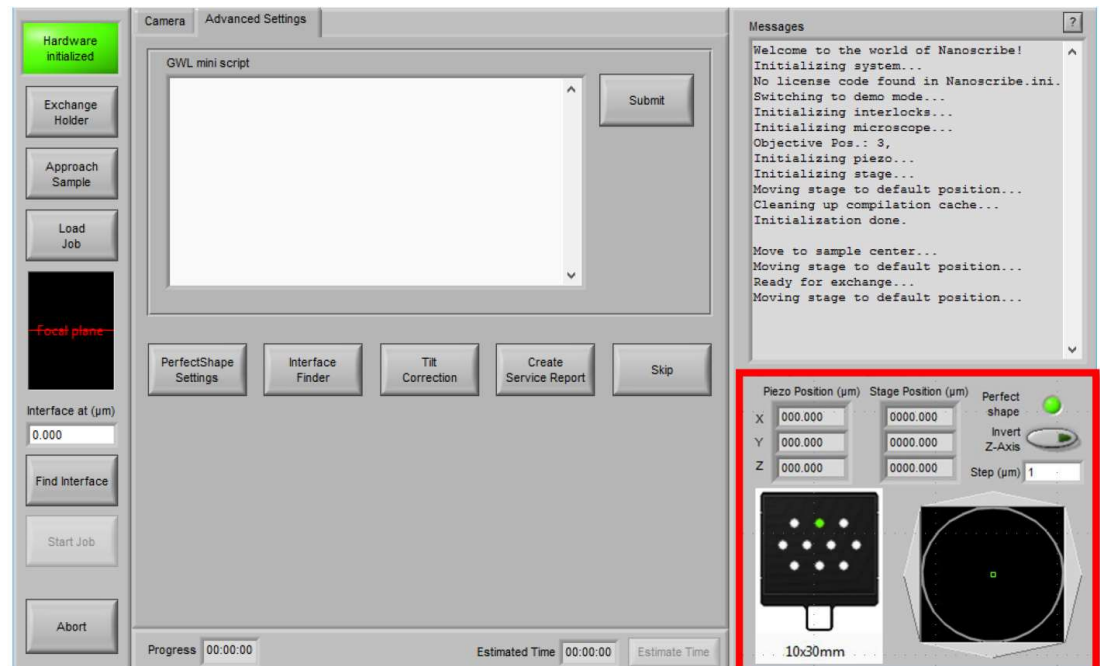 Hardware
initialized
Exchange
Holder
Approach
Sample
Load
Job
Focal plane
Interface at (µm)
0.000
Find Interface
Start Job
Abort
Camera
Advanced Settings
GWL mini script
Submit
PerfectShape
Settings
Interface
Finder
Tilt
Correction
Create
Service Report
Skip
Progress 00:00:00
Estimated Time 00:00:00
Estimate Time
Messages
?
Welcome to the world of Nanoscribe!
Initializing system...
No license code found in Nanoscribe.ini.
Switching to demo mode...
Initializing interlocks...
Initializing microscope...
Objective Pos.: 3,
Initializing piezo...
Initializing stage...
Moving stage to default position...
Cleaning up compilation cache...
Initialization done.
Move to sample center...
Moving stage to default position...
Ready for exchange...
Moving stage to default position...
Piezo Position (µm) Stage Position (µm)
X 000.000 0000.000
Y 000.000 0000.000
Z 000.000 0000.000
Perfect
shape
Invert
Z-Axis
Step (µm) 1
10x30mm